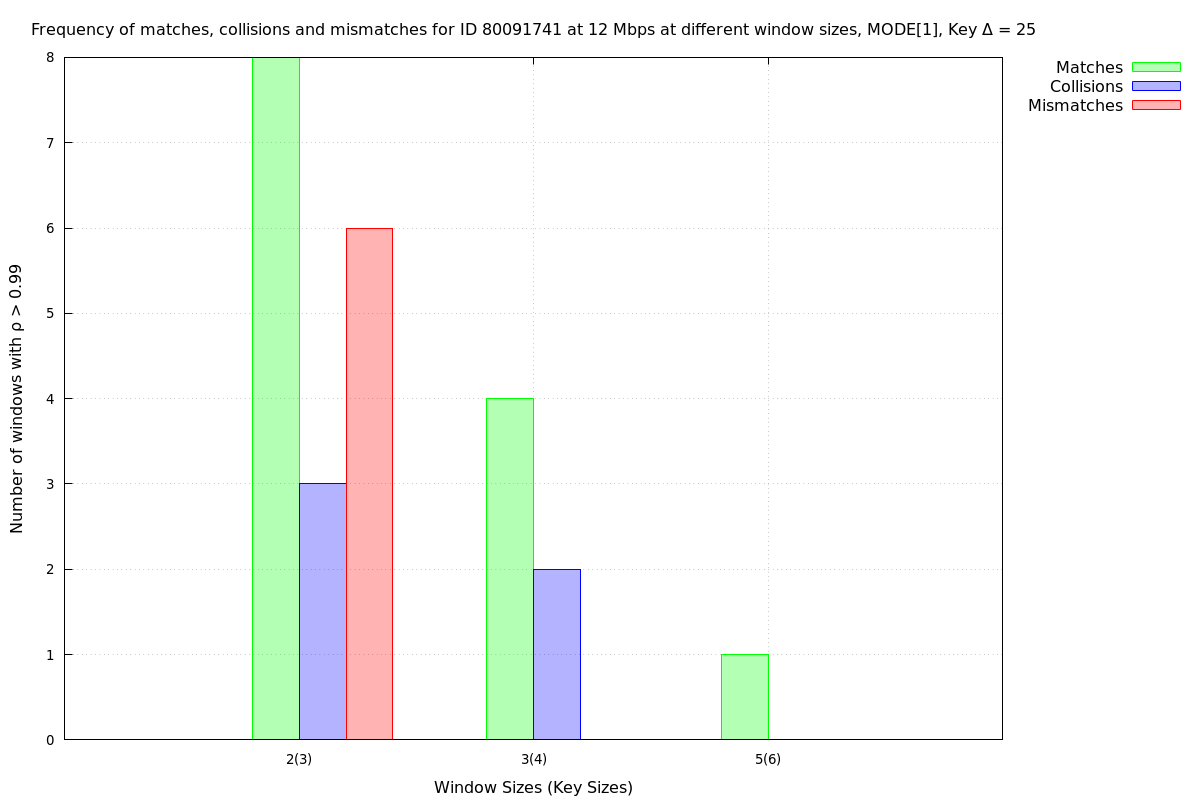 Frequency of matches, collisions and mismatches for ID 80091741 at 12 Mbps at different window sizes, MODE[1], Key Δ = 25
Matches
Collisions
Mismatches
Number of windows with ρ > 0.99
8
7
6
5
4
3
2
1
0
2(3) 3(4) 5(6)
Window Sizes (Key Sizes)